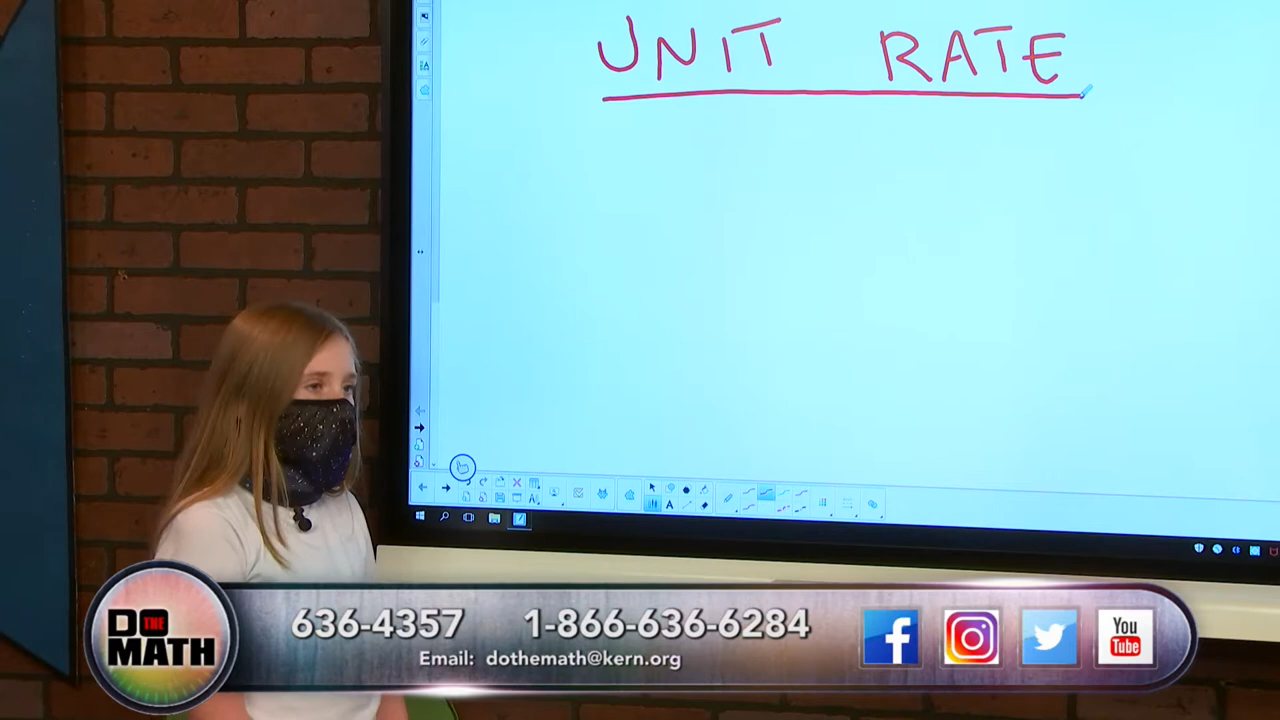 UNIT RATE
DO THE MATH
636-4357 1-866-636-6284
Email: dothemath@kern.org
You Tube